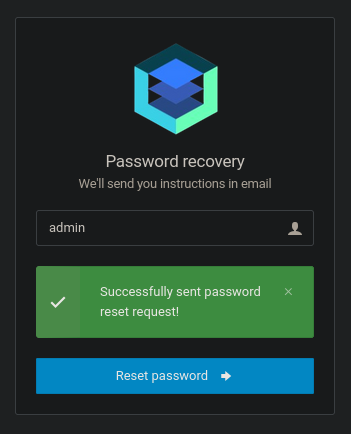 Password recovery
We'll send you instructions in email
admin
Successfully sent password
reset request!
Reset password